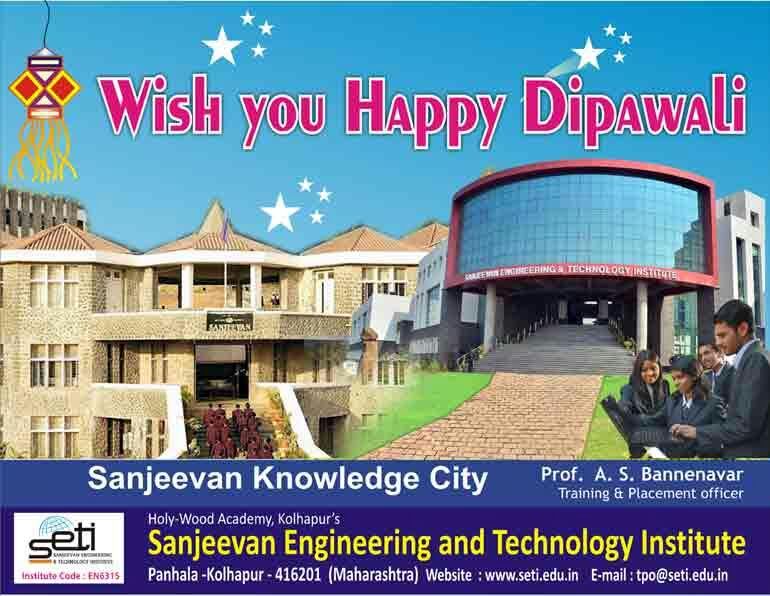 Wish you Happy Dipawali
SANJEEVAN ENGINEERING & TECHNOLOGY INSTITUTE
SANJEEVAN
Sanjeevan Knowledge City
Prof. A. S. Bannenavar
Training & Placement officer
seti
SANJEEVAN ENGINEERING
& TECHNOLOGY INSTITUTE
Institute Code : EN6315
Holy-Wood Academy, Kolhapur's
Sanjeevan Engineering and Technology Institute
Panhala -Kolhapur - 416201 (Maharashtra) Website : www.seti.edu.in E-mail : tpo@seti.edu.in